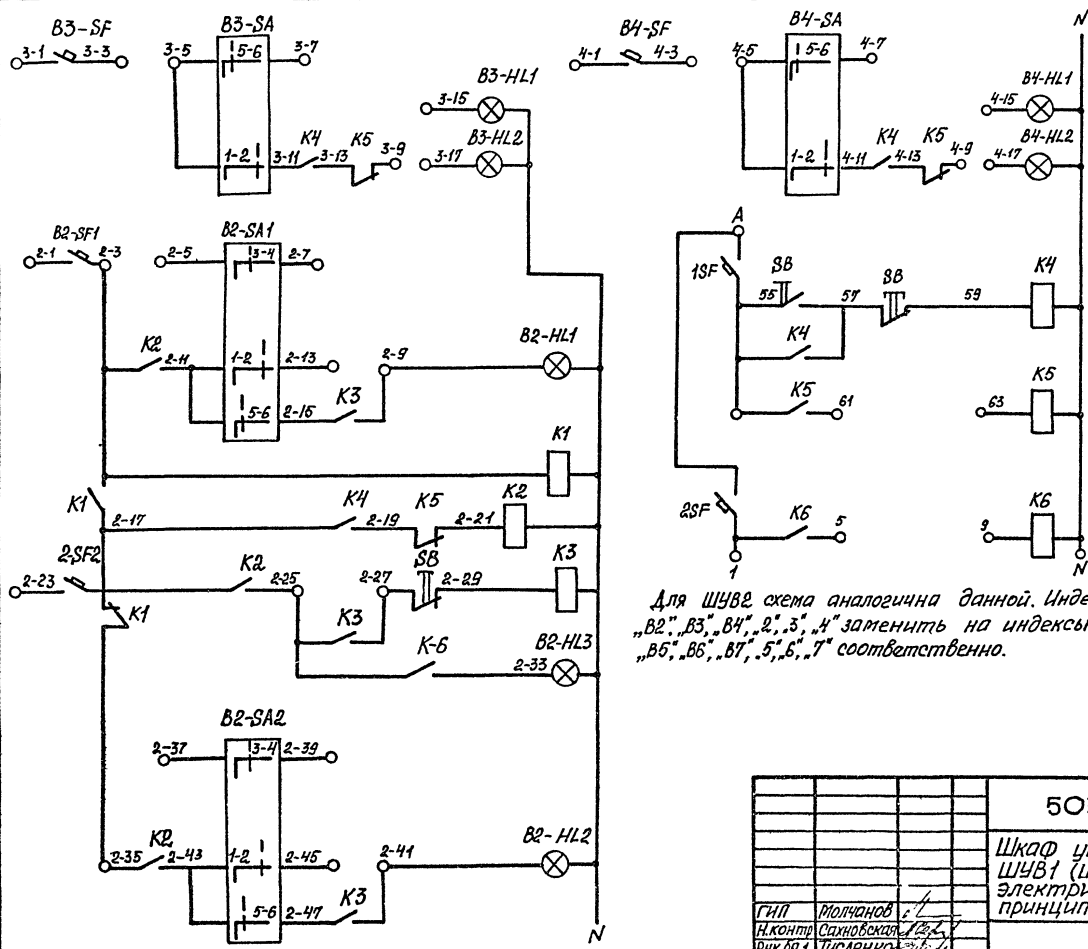 B3-SF
3-1 3-3
B3-SA
3-5 5-6 3-7
1-2 3-11 K4 3-13 K5 3-9
B3-HL1
3-15
B3-HL2
3-17
B4-SF
4-1 4-3
B4-SA
4-5 5-6 4-7
1-2 4-11 K4 4-13 K5 4-9
N
B4-HL1
4-15
B4-HL2
4-17
B2-SF1
2-1 2-3
B2-SA1
2-5 3-4 2-7
K2 2-11 1-2 2-13 2-9 B2-HL1
5-6 2-15 K3
K1
K1 2-17 K4 2-19 K5 2-21 K2
2-SF2
2-23 K2 2-25 2-27 SB 2-29 K3
K1 K3
K-6 2-33 B2-HL3
B2-SA2
2-37 3-4 2-39
2-35 K2 2-43 1-2 2-45 2-41 B2-HL2
5-6 2-47 K3
N
A
1SF
SB 55 57 SB 59 K4
K4
K5 61 63 K5
2SF
K6 5 9 K6
1 N
Для ШУВ2 схема аналогична данной. Инде
„В2",„В3",„В4",„2",„3",„4" заменить на индексы
„В5",„В6",„В7",„5",„6",„7" соответственно.
50
Шкаф у
ШУВ1 (
электри
принцип
ГИП Молчанов
Н.контр Сахновская